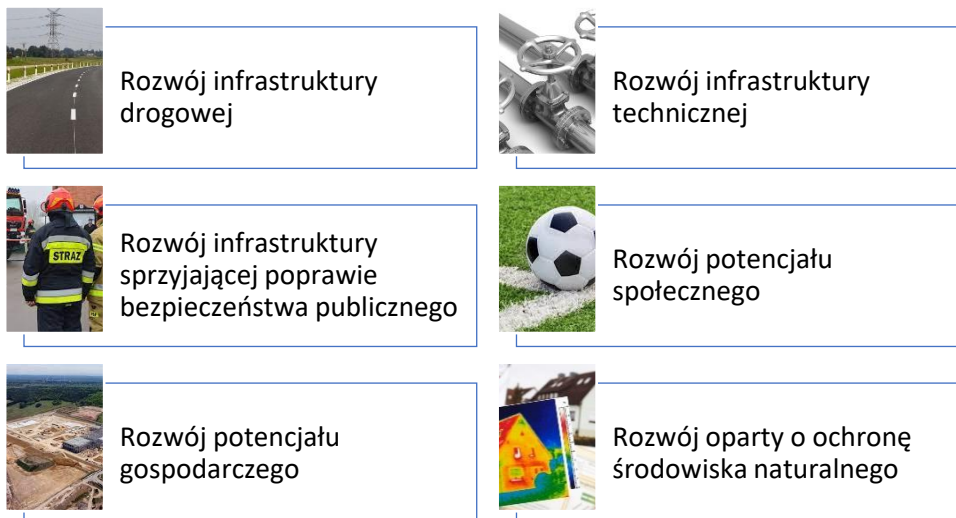 Rozwój infrastruktury
drogowej
Rozwój infrastruktury
technicznej
STRAŻ
Rozwój infrastruktury
sprzyjającej poprawie
bezpieczeństwa publicznego
Rozwój potencjału
społecznego
Rozwój potencjału
gospodarczego
Rozwój oparty o ochronę
środowiska naturalnego